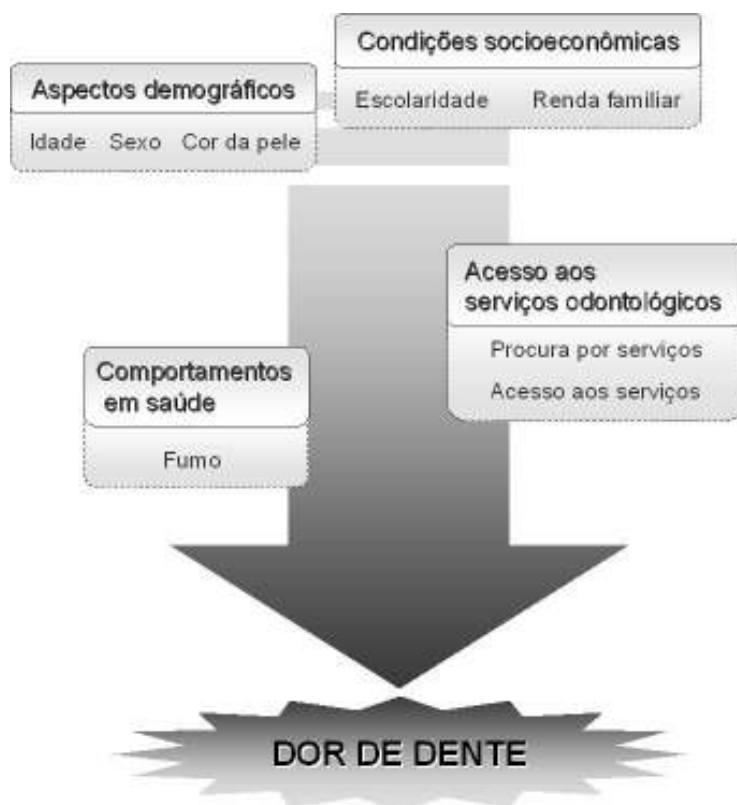 Condições socioeconômicas
Escolaridade Renda familiar
Aspectos demográficos
Idade Sexo Cor da pele
Acesso aos
serviços odontológicos
Procura por serviços
Acesso aos serviços
Comportamentos
em saúde
Fumo
DOR DE DENTE